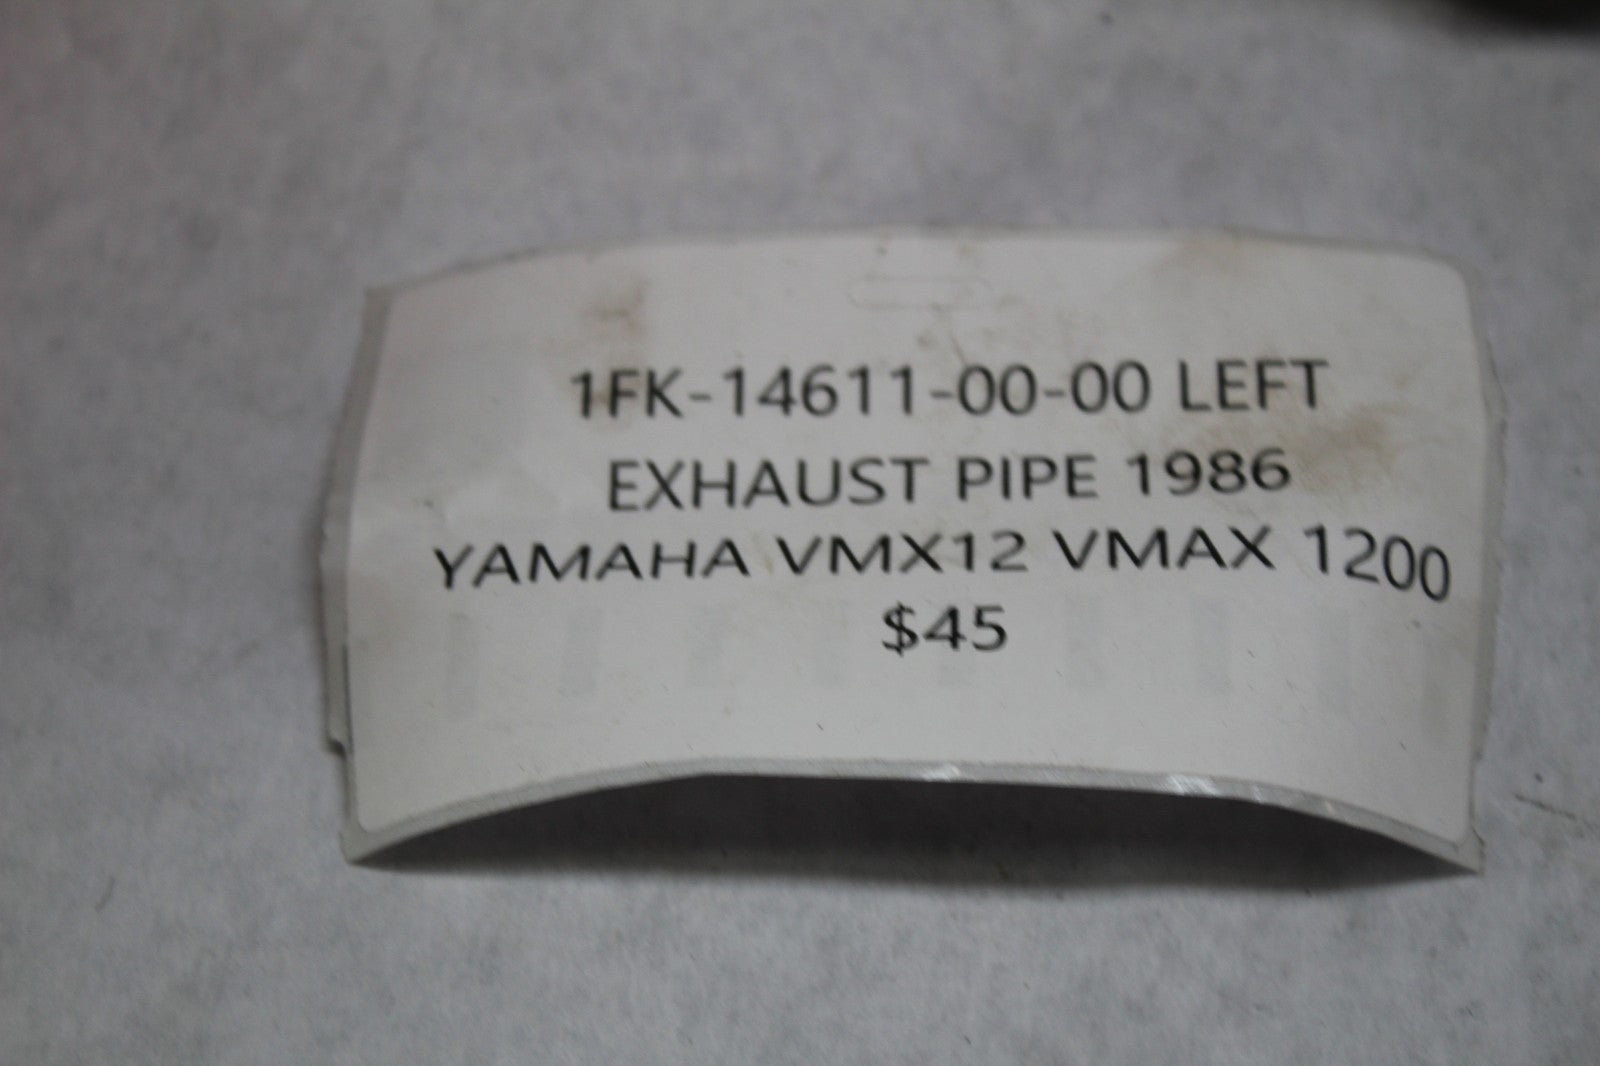 1FK-14611-00-00 LEFT
EXHAUST PIPE 1986
YAMAHA VMX12 VMAX 1200
$45